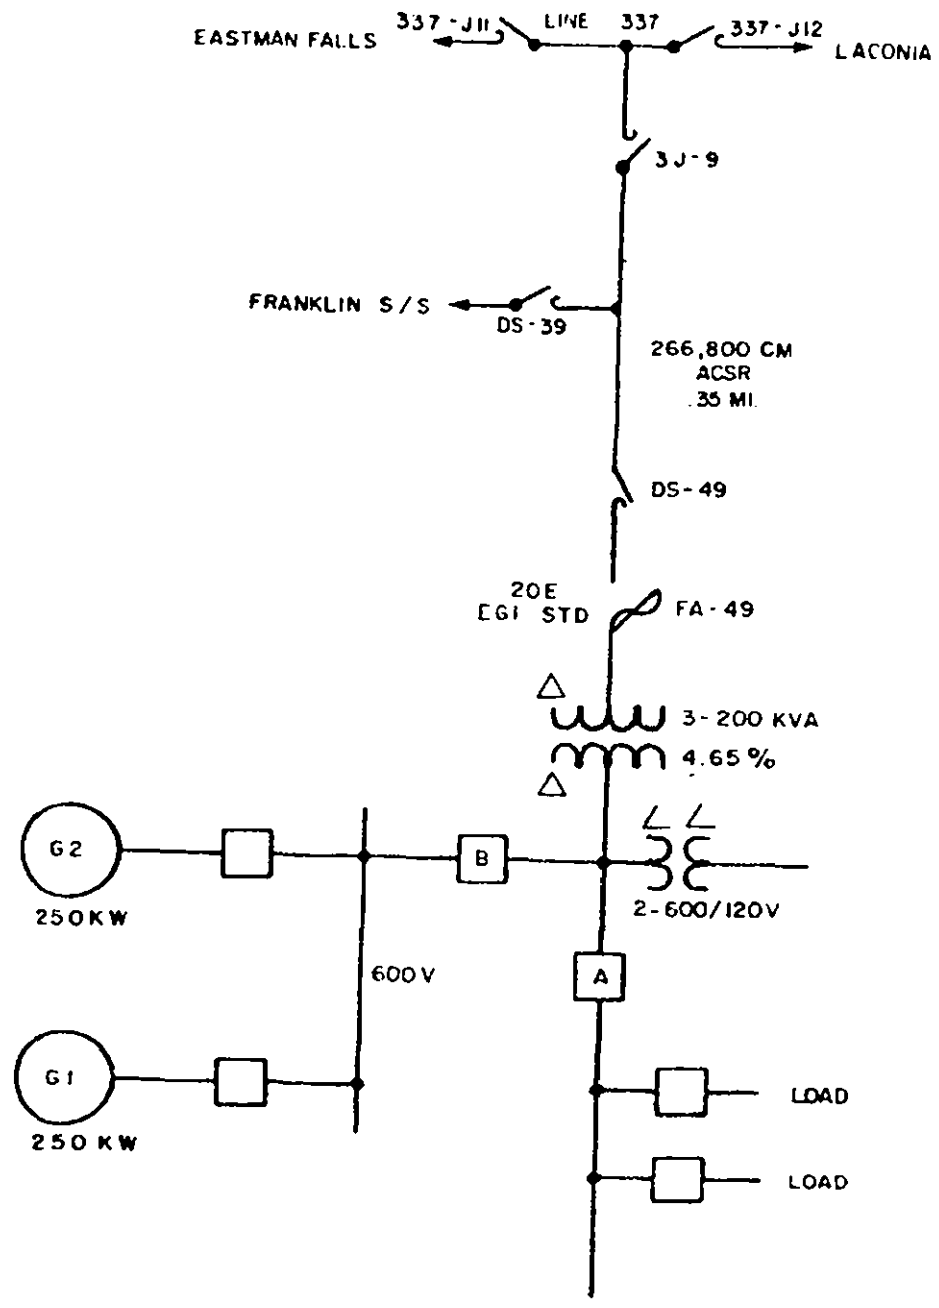 337-J11
LINE 337
337-J12
EASTMAN FALLS
LACONIA
3J-9
FRANKLIN S/S
DS-39
266,800 CM
ACSR
.35 MI.
DS-49
20E
EGI STD
FA-49
3-200 KVA
4.65%
G2
B
250KW
2-600/120V
600V
A
G1
250 KW
LOAD
LOAD